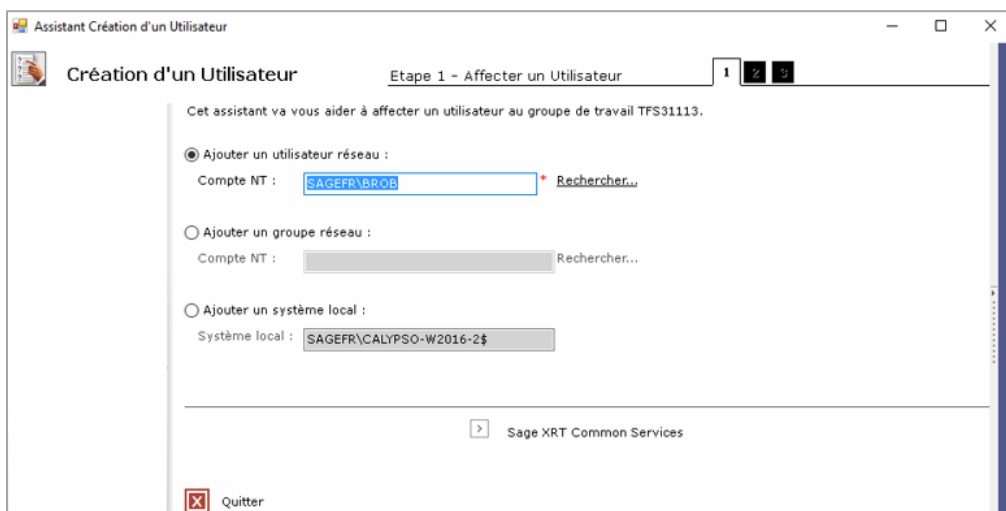 Assistant Création d'un Utilisateur
Création d'un Utilisateur
Etape 1 - Affecter un Utilisateur
1 2 3
Cet assistant va vous aider à affecter un utilisateur au groupe de travail TFS31113.
Ajouter un utilisateur réseau :
Compte NT : SAGEFR\BROB * Rechercher...
Ajouter un groupe réseau :
Compte NT : Rechercher...
Ajouter un système local :
Système local : SAGEFR\CALYPSO-W2016-2$
> Sage XRT Common Services
X Quitter